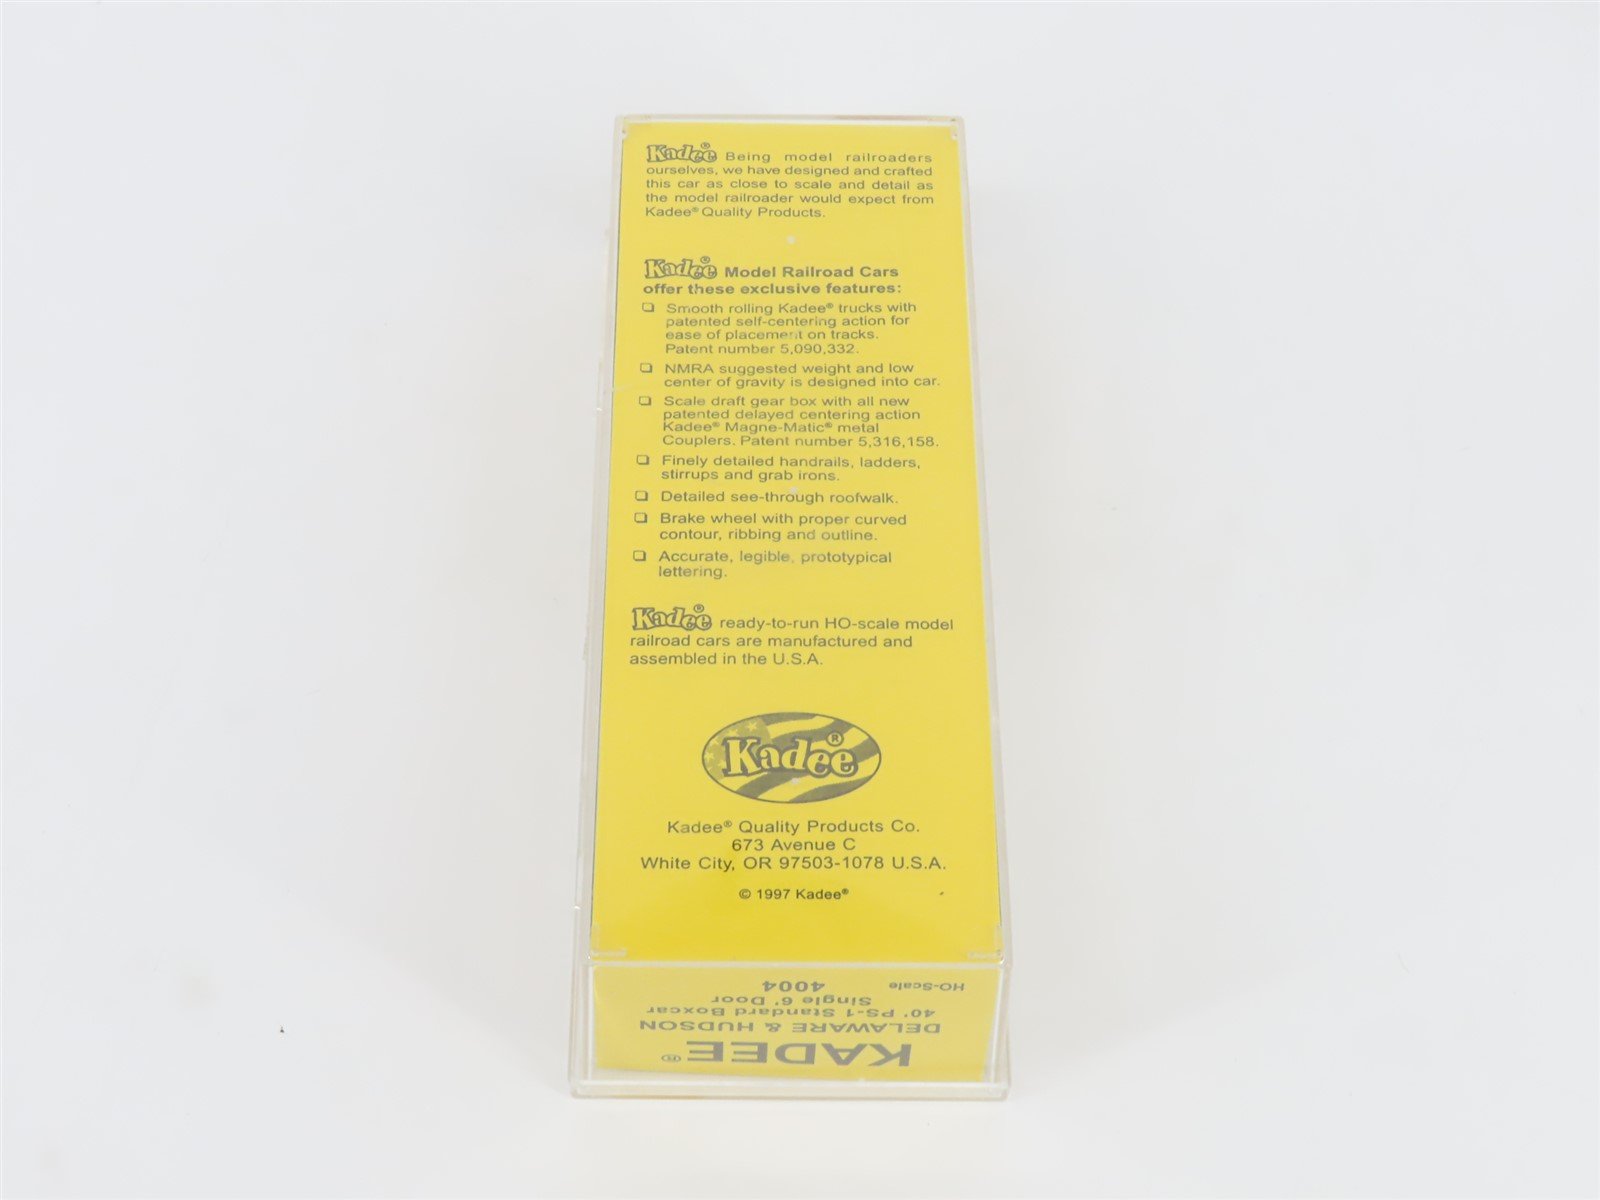 Kadee® Being model railroaders
ourselves, we have designed and crafted
this car as close to scale and detail as
the model railroader would expect from
Kadee® Quality Products.
Kadee® Model Railroad Cars
offer these exclusive features:
❑ Smooth rolling Kadee® trucks with
patented self-centering action for
ease of placement on tracks.
Patent number 5,090,332.
❑ NMRA suggested weight and low
center of gravity is designed into car.
❑ Scale draft gear box with all new
patented delayed centering action
Kadee® Magne-Matic® metal
Couplers. Patent number 5,316,158.
❑ Finely detailed handrails, ladders,
stirrups and grab irons.
❑ Detailed see-through roofwalk.
❑ Brake wheel with proper curved
contour, ribbing and outline.
❑ Accurate, legible, prototypical
lettering.
Kadee® ready-to-run HO-scale model
railroad cars are manufactured and
assembled in the U.S.A.
Kadee®
Kadee® Quality Products Co.
673 Avenue C
White City, OR 97503-1078 U.S.A.
© 1997 Kadee®
KADEE®
DELAWARE & HUDSON
40' PS-1 Standard Boxcar
Single 6' Door
HO-Scale 4004